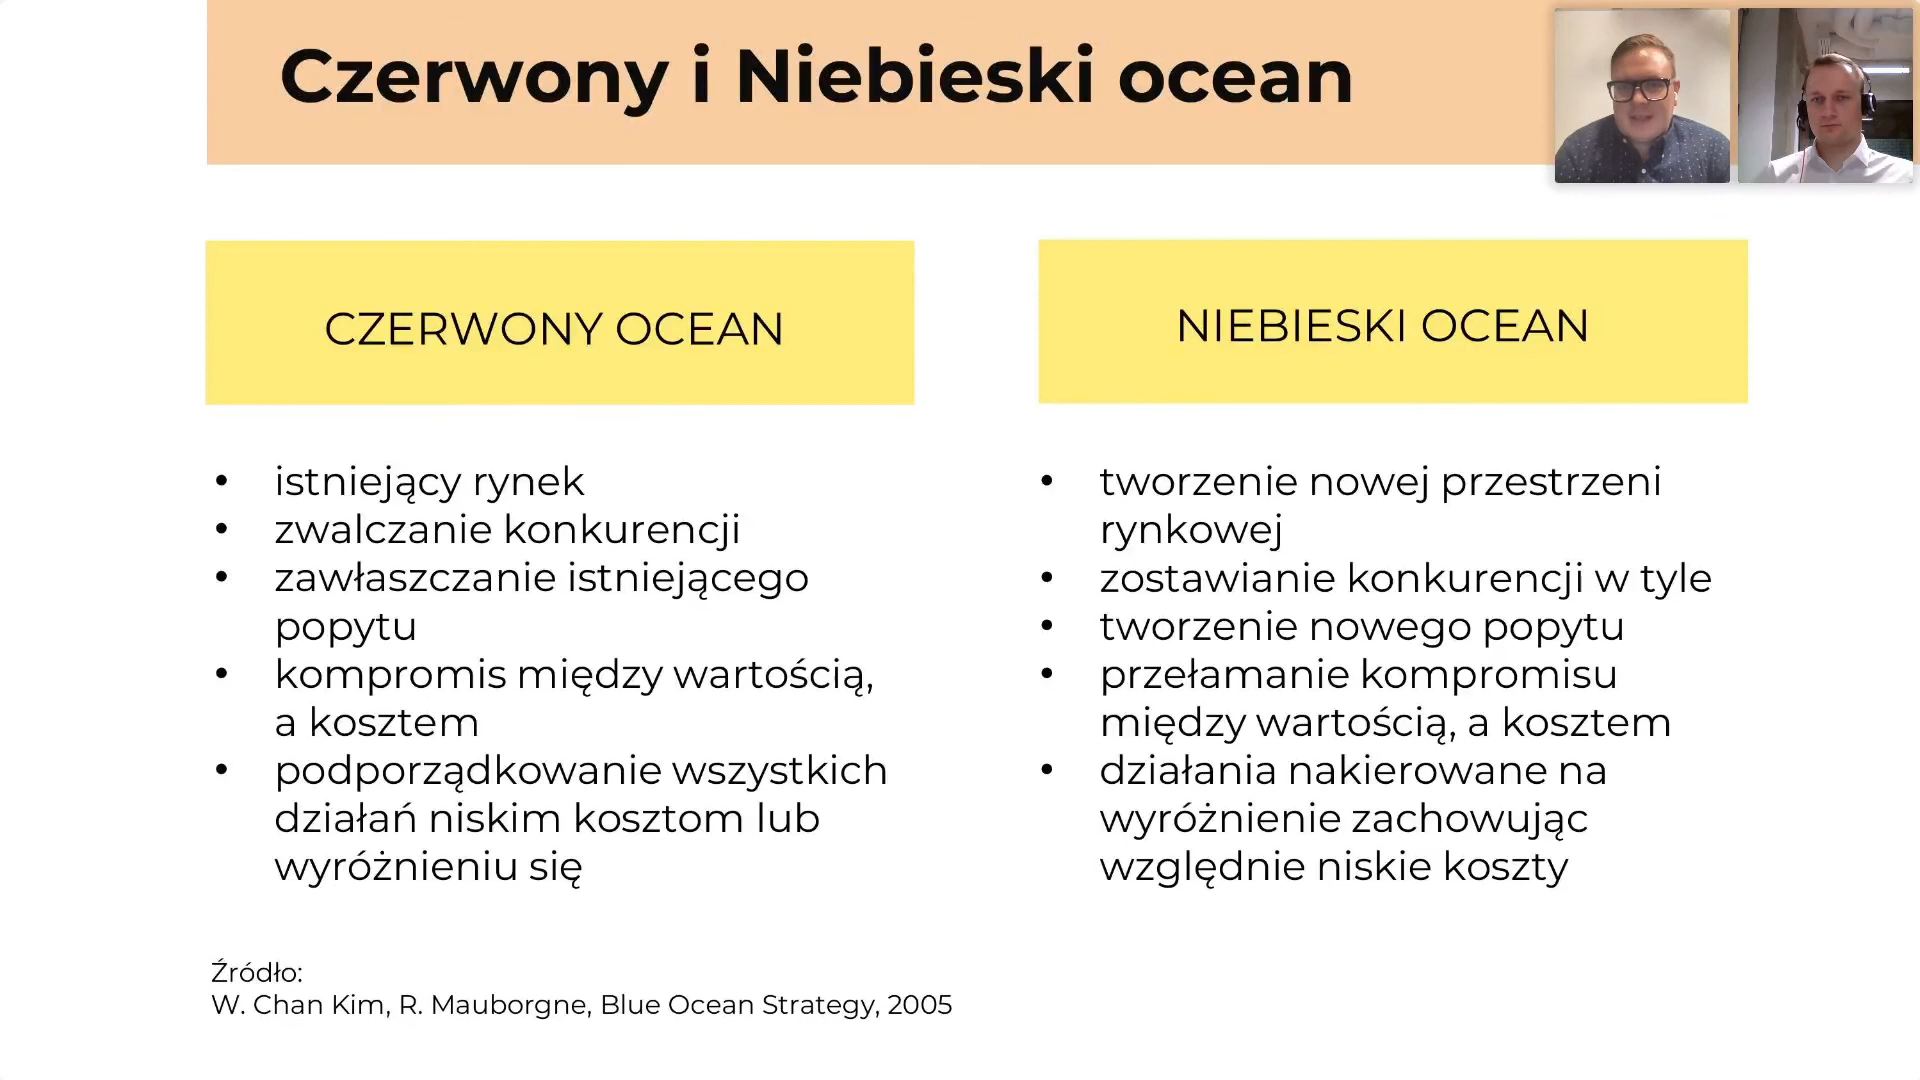 Czerwony i Niebieski ocean
CZERWONY OCEAN
• istniejący rynek
• zwalczanie konkurencji
• zawłaszczanie istniejącego
popytu
• kompromis między wartością,
a kosztem
• podporządkowanie wszystkich
działań niskim kosztom lub
wyróżnieniu się
NIEBIESKI OCEAN
• tworzenie nowej przestrzeni
rynkowej
• zostawianie konkurencji w tyle
• tworzenie nowego popytu
• przełamanie kompromisu
między wartością, a kosztem
• działania nakierowane na
wyróżnienie zachowując
względnie niskie koszty
Źródło:
W. Chan Kim, R. Mauborgne, Blue Ocean Strategy, 2005